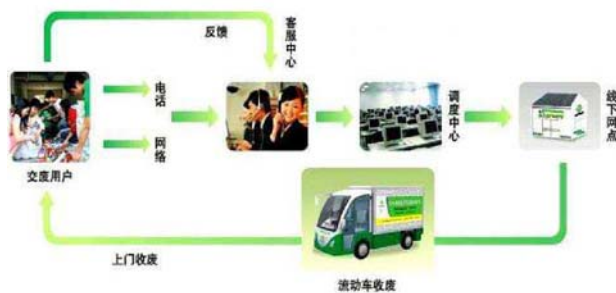 反馈
客服中心
电话
网络
调度中心
线下网点
交废用户
上门收废
流动车收废